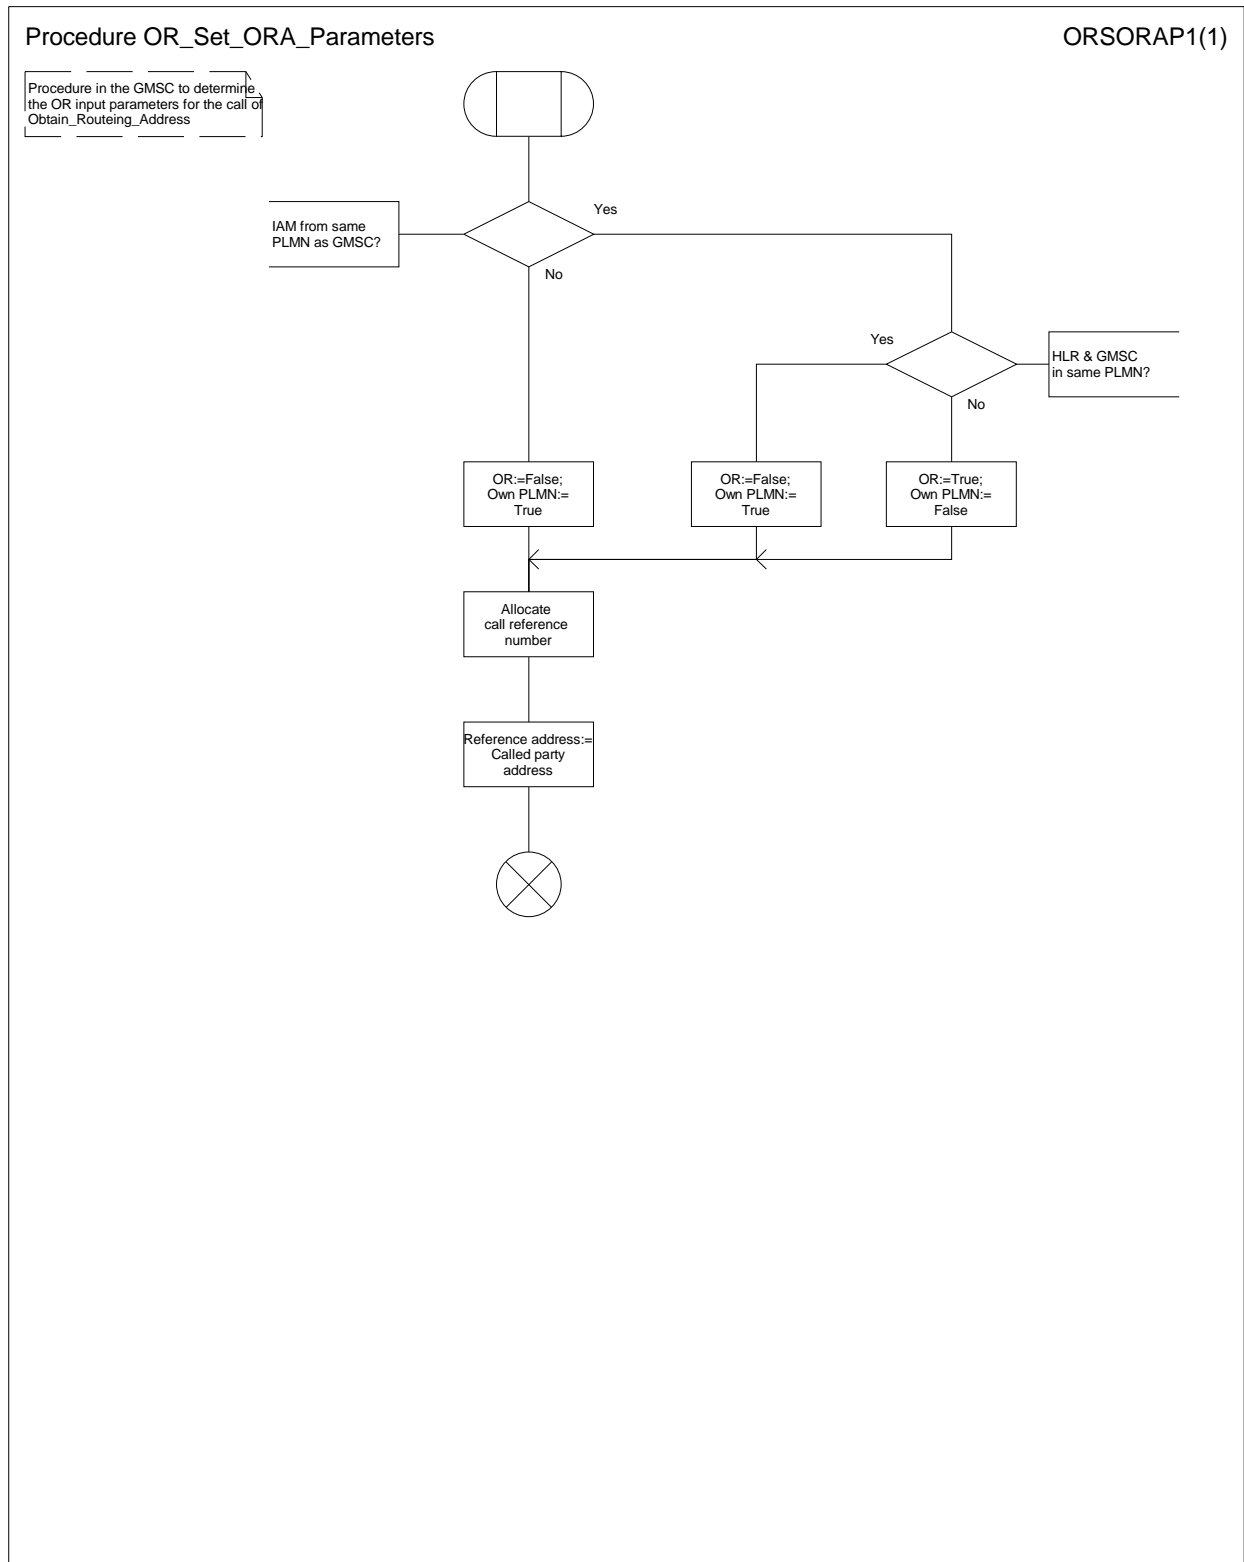 Procedure OR_Set_ORA_Parameters
ORSORAP1(1)
Procedure in the GMSC to determine
the OR input parameters for the call of
Obtain_Routeing_Address
IAM from same
PLMN as GMSC?
Yes
No
Yes
HLR & GMSC
in same PLMN?
No
OR:=False;
Own PLMN:=
True
OR:=False;
Own PLMN:=
True
OR:=True;
Own PLMN:=
False
Allocate
call reference
number
Reference address:=
Called party
address